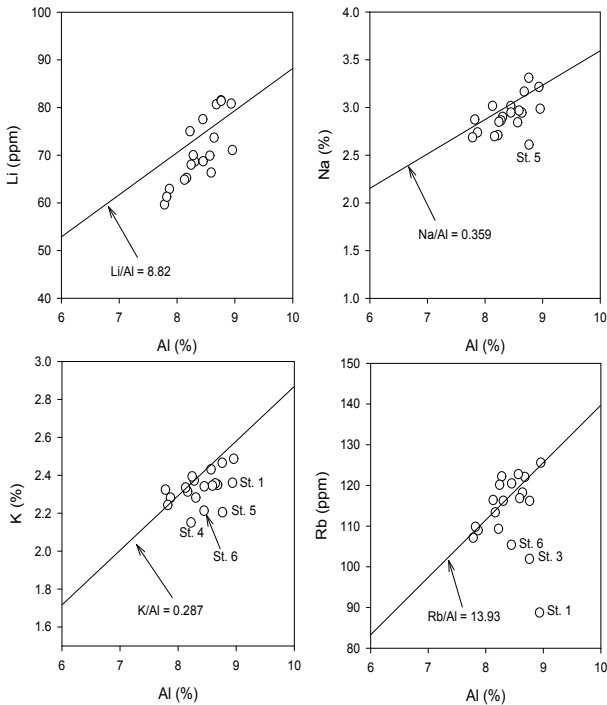 100
90
80
70
60
50
40
Li (ppm)
Li/Al = 8.82
6 7 8 9 10
Al (%)
4.0
3.5
3.0
2.5
2.0
1.5
1.0
Na (%)
St. 5
Na/Al = 0.359
6 7 8 9 10
Al (%)
3.0
2.8
2.6
2.4
2.2
2.0
1.8
1.6
K (%)
St. 1
St. 5
St. 4
St. 6
K/Al = 0.287
6 7 8 9 10
Al (%)
150
140
130
120
110
100
90
80
Rb (ppm)
St. 6
St. 3
St. 1
Rb/Al = 13.93
6 7 8 9 10
Al (%)